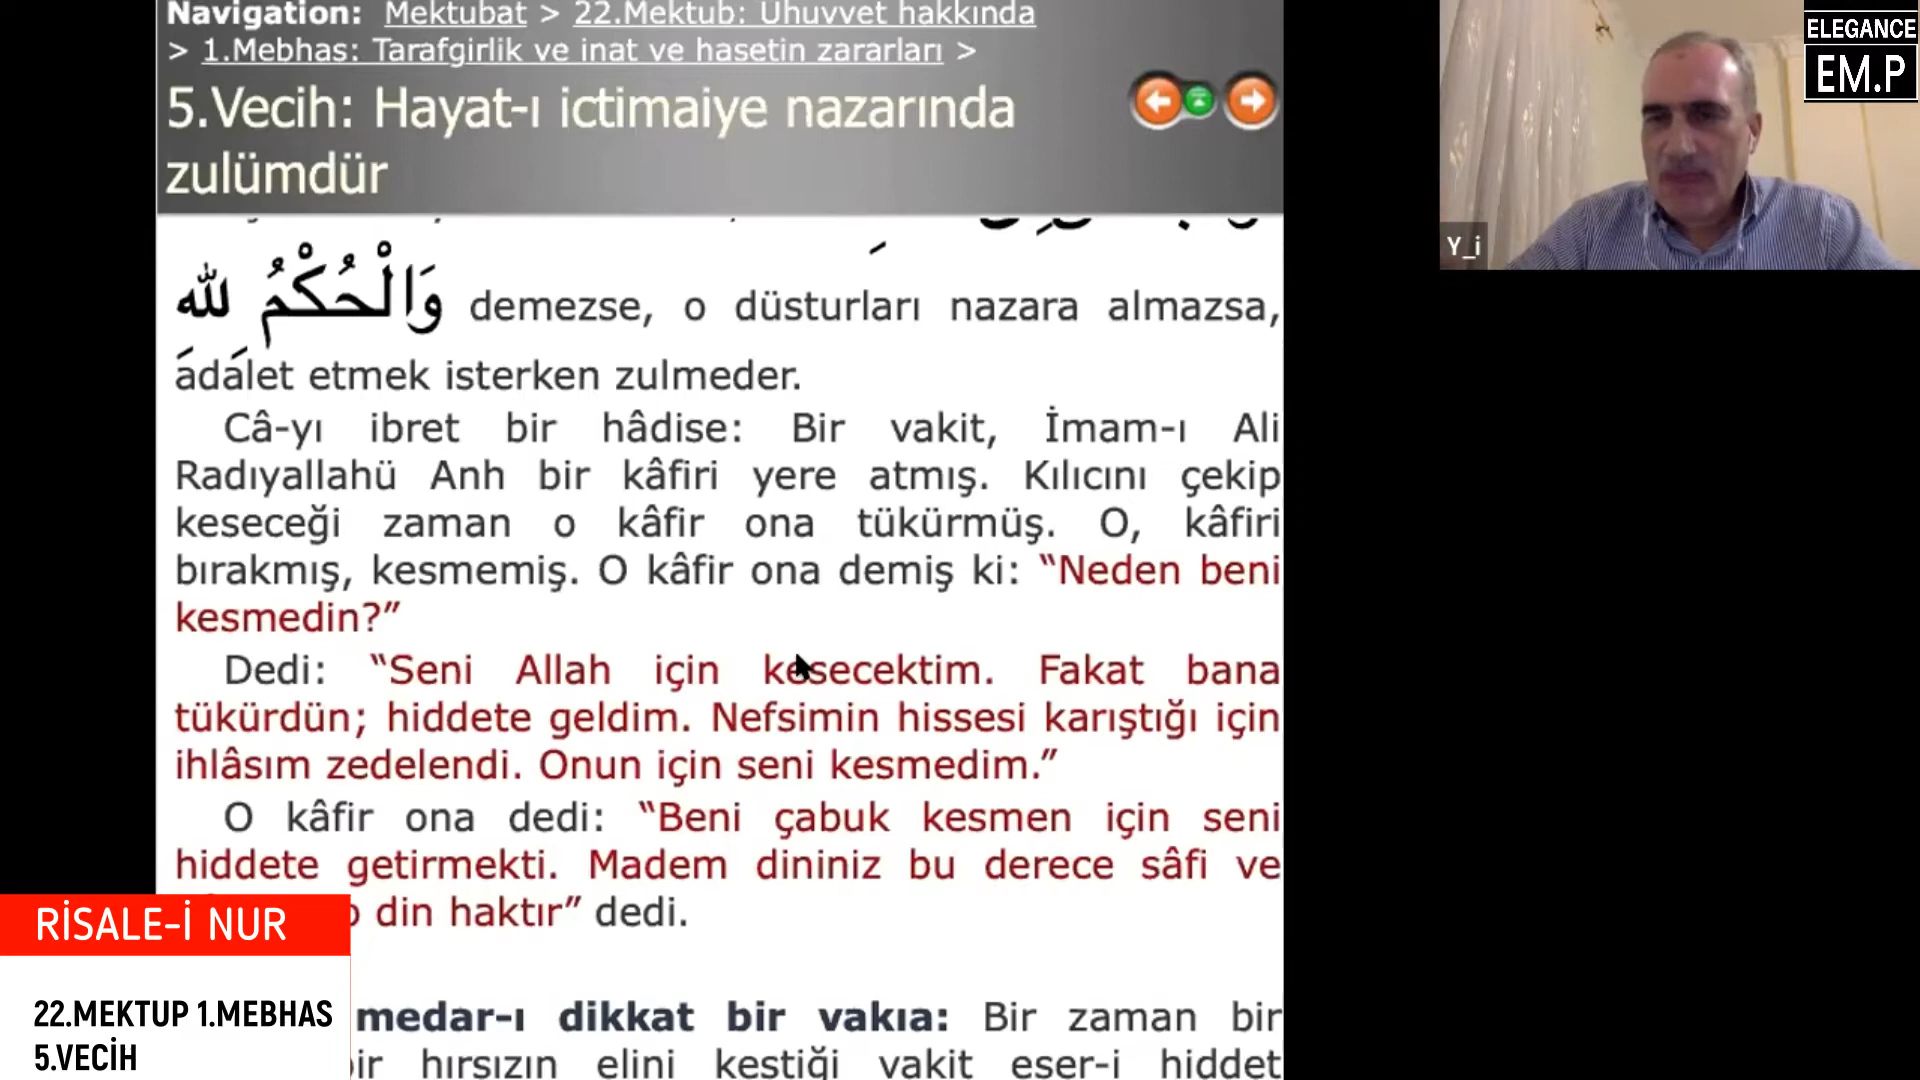 Navigation: Mektubat > 22.Mektub: Uhuvvet hakkında
> 1.Mebhas: Tarafgirlik ve inat ve hasetin zararları >
5.Vecih: Hayat-ı ictimaiye nazarında
zulümdür
ELEGANCE
EM.P
Y_i
وَالْحُكْمُ لِلّٰهِ demezse, o düsturları nazara almazsa,
adalet etmek isterken zulmeder.
Câ-yı ibret bir hâdise: Bir vakit, İmam-ı Ali
Radıyallahü Anh bir kâfiri yere atmış. Kılıcını çekip
keseceği zaman o kâfir ona tükürmüş. O, kâfiri
bırakmış, kesmemiş. O kâfir ona demiş ki: “Neden beni
kesmedin?”
Dedi: “Seni Allah için kesecektim. Fakat bana
tükürdün; hiddete geldim. Nefsimin hissesi karıştığı için
ihlâsım zedelendi. Onun için seni kesmedim.”
O kâfir ona dedi: “Beni çabuk kesmen için seni
hiddete getirmekti. Madem dininiz bu derece sâfi ve
din haktır” dedi.
medar-ı dikkat bir vakıa: Bir zaman bir
hırsızın elini kestiği vakit eser-i hiddet
RİSALE-İ NUR
22.MEKTUP 1.MEBHAS
5.VECİH